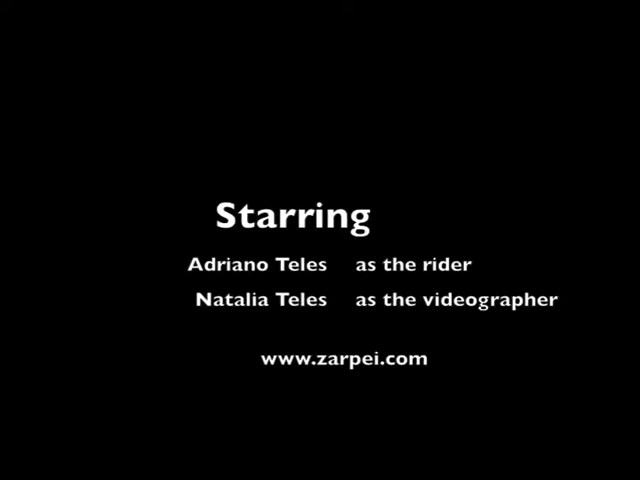 Starring
Adriano Teles as the rider
Natalia Teles as the videographer
www.zarpei.com